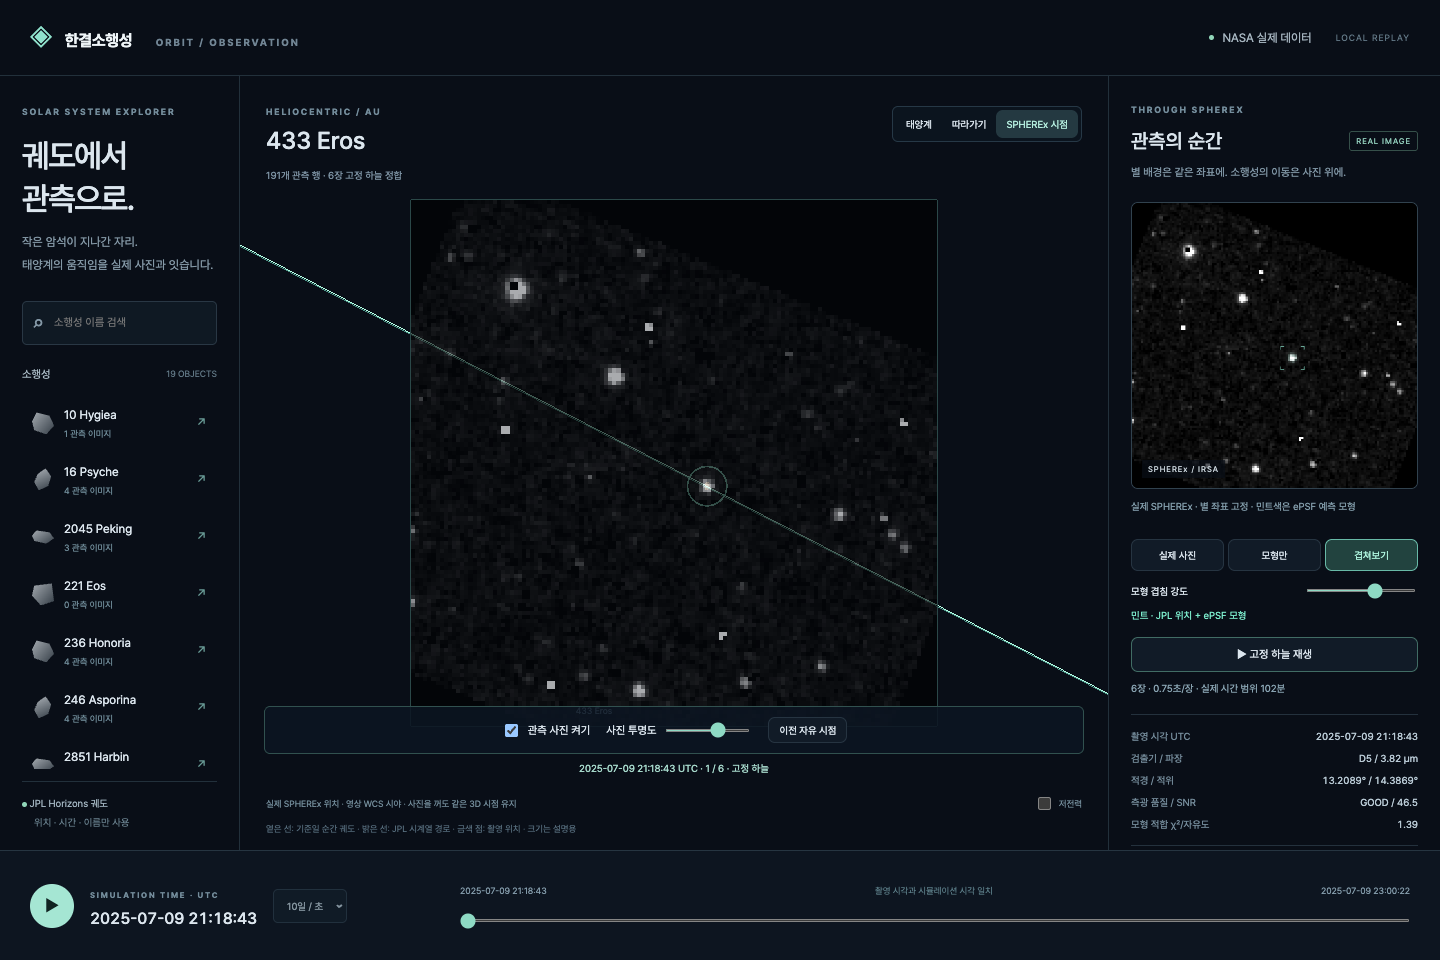 한결소행성
ORBIT / OBSERVATION
NASA 실제 데이터
LOCAL REPLAY
SOLAR SYSTEM EXPLORER
궤도에서
관측으로.
작은 암석이 지나간 자리.
태양계의 움직임을 실제 사진과 잇습니다.
소행성 이름 검색
소행성
19 OBJECTS
10 Hygiea
1 관측 이미지
16 Psyche
4 관측 이미지
2045 Peking
3 관측 이미지
221 Eos
0 관측 이미지
236 Honoria
4 관측 이미지
246 Asporina
4 관측 이미지
2851 Harbin
JPL Horizons 궤도
위치 · 시간 · 이름만 사용
HELIOCENTRIC / AU
433 Eros
191개 관측 행 · 6장 고정 하늘 정합
태양계
따라가기
SPHEREx 시점
433 Eros
관측 사진 켜기
사진 투명도
이전 자유 시점
2025-07-09 21:18:43 UTC · 1 / 6 · 고정 하늘
실제 SPHEREx 위치 · 영상 WCS 시야 · 사진을 꺼도 같은 3D 시점 유지
저전력
옅은 선: 기준일 순간 궤도 · 밝은 선: JPL 시계열 경로 · 금색 점: 촬영 위치 · 크기는 설명용
THROUGH SPHEREX
관측의 순간
REAL IMAGE
별 배경은 같은 좌표에. 소행성의 이동은 사진 위에.
SPHEREx / IRSA
실제 SPHEREx · 별 좌표 고정 · 민트색은 ePSF 예측 모형
실제 사진
모형만
겹쳐보기
모형 겹침 강도
민트 · JPL 위치 + ePSF 모형
▶ 고정 하늘 재생
6장 · 0.75초/장 · 실제 시간 범위 102분
촬영 시각 UTC
2025-07-09 21:18:43
검출기 / 파장
D5 / 3.82 µm
적경 / 적위
13.2089° / 14.3869°
측광 품질 / SNR
GOOD / 46.5
모형 적합 χ²/자유도
1.39
SIMULATION TIME · UTC
2025-07-09 21:18:43
10일 / 초
2025-07-09 21:18:43
촬영 시각과 시뮬레이션 시각 일치
2025-07-09 23:00:22